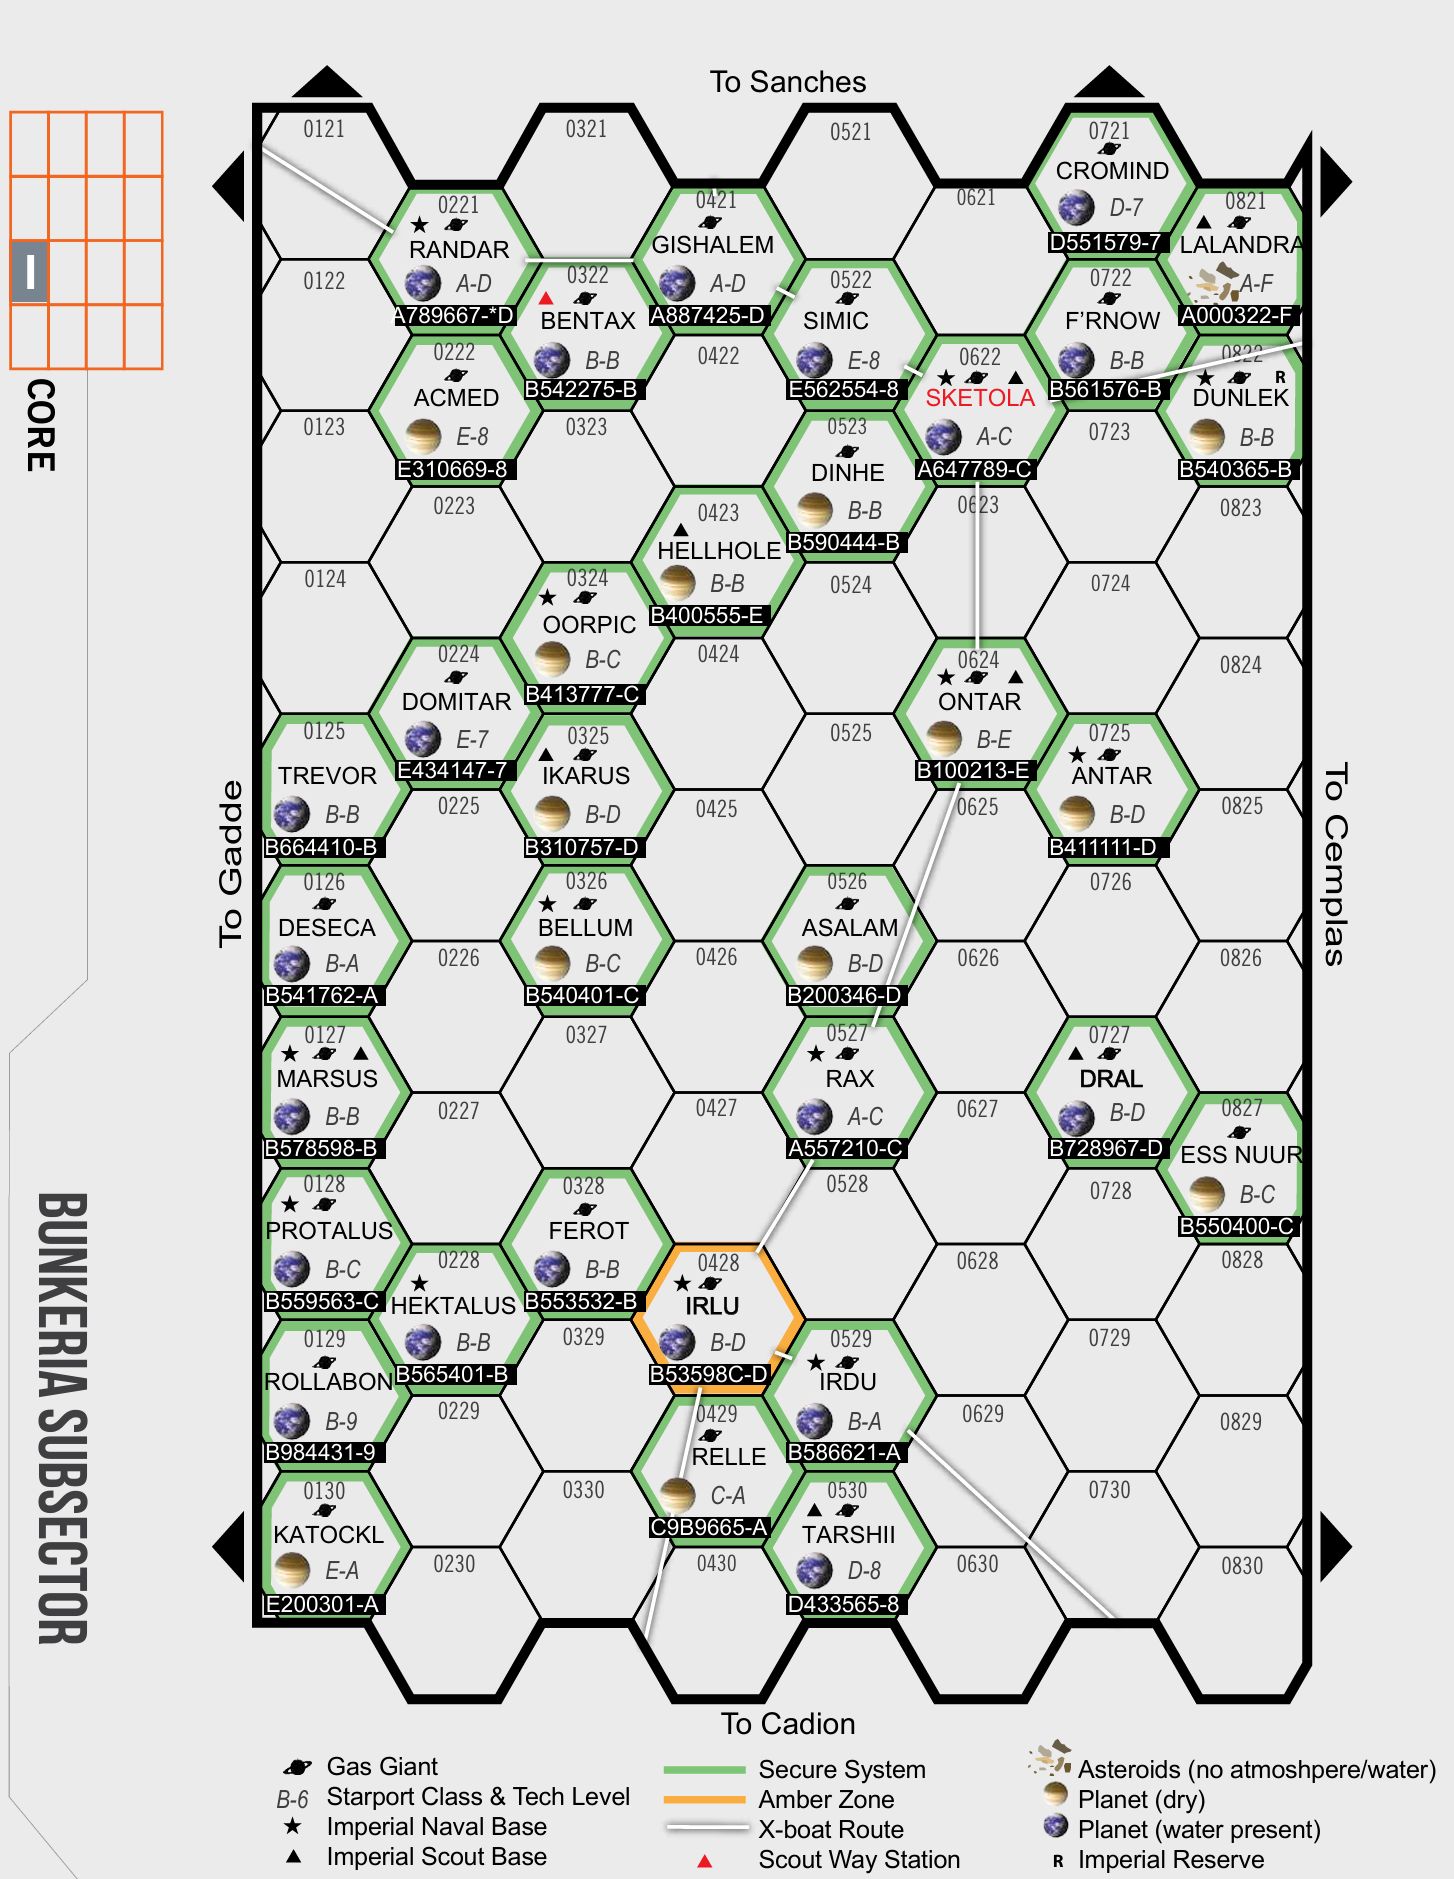 To Sanches
0121
0321
0521
0721
CROMIND
D-7
D551579-7
0221
RANDAR
A-D
A789667-*D
0421
GISHALEM
A-D
A887425-D
0621
0821
LALANDRA
A-F
A000322-F
0122
0322
BENTAX
B-B
B542275-B
0522
SIMIC
E-8
E562554-8
0722
F'RNOW
B-B
B561576-B
0222
ACMED
E-8
E310669-8
0422
0622
SKETOLA
A-C
A647789-C
0822
R
DUNLEK
B-B
B540365-B
0123
0323
0523
DINHE
B-B
B590444-B
0723
0223
0423
HELLHOLE
B-B
B400555-E
0623
0823
0124
0324
OORPIC
B-C
B413777-C
0524
0724
0224
DOMITAR
E-7
E434147-7
0424
0624
ONTAR
B-E
B100213-E
0824
0125
TREVOR
B-B
B664410-B
0325
IKARUS
B-D
B310757-D
0525
0725
ANTAR
B-D
B411111-D
0225
0425
0625
0825
0126
DESECA
B-A
B541762-A
0326
BELLUM
B-C
B540401-C
0526
ASALAM
B-D
B200346-D
0726
0226
0426
0626
0826
0127
MARSUS
B-B
B578598-B
0327
0527
RAX
A-C
A557210-C
0727
DRAL
B-D
B728967-D
0227
0427
0627
0827
ESS NUUR
B-C
B550400-C
0128
PROTALUS
B-C
B559563-C
0328
FEROT
B-B
B553532-B
0528
0728
0228
HEKTALUS
B-B
B565401-B
0428
IRLU
B-D
B53598C-D
0628
0828
0129
ROLLABON
B-9
B984431-9
0329
0529
IRDU
B-A
B586621-A
0729
0229
0429
RELLE
C-A
C9B9665-A
0629
0829
0130
KATOCKL
E-A
E200301-A
0330
0530
TARSHII
D-8
D433565-8
0730
0230
0430
0630
0830
To Gadde
To Cemplas
To Cadion
I
CORE
BUNKERIA SUBSECTOR
Gas Giant
B-6 Starport Class & Tech Level
Imperial Naval Base
Imperial Scout Base
Secure System
Amber Zone
X-boat Route
Scout Way Station
Asteroids (no atmoshpere/water)
Planet (dry)
Planet (water present)
R Imperial Reserve